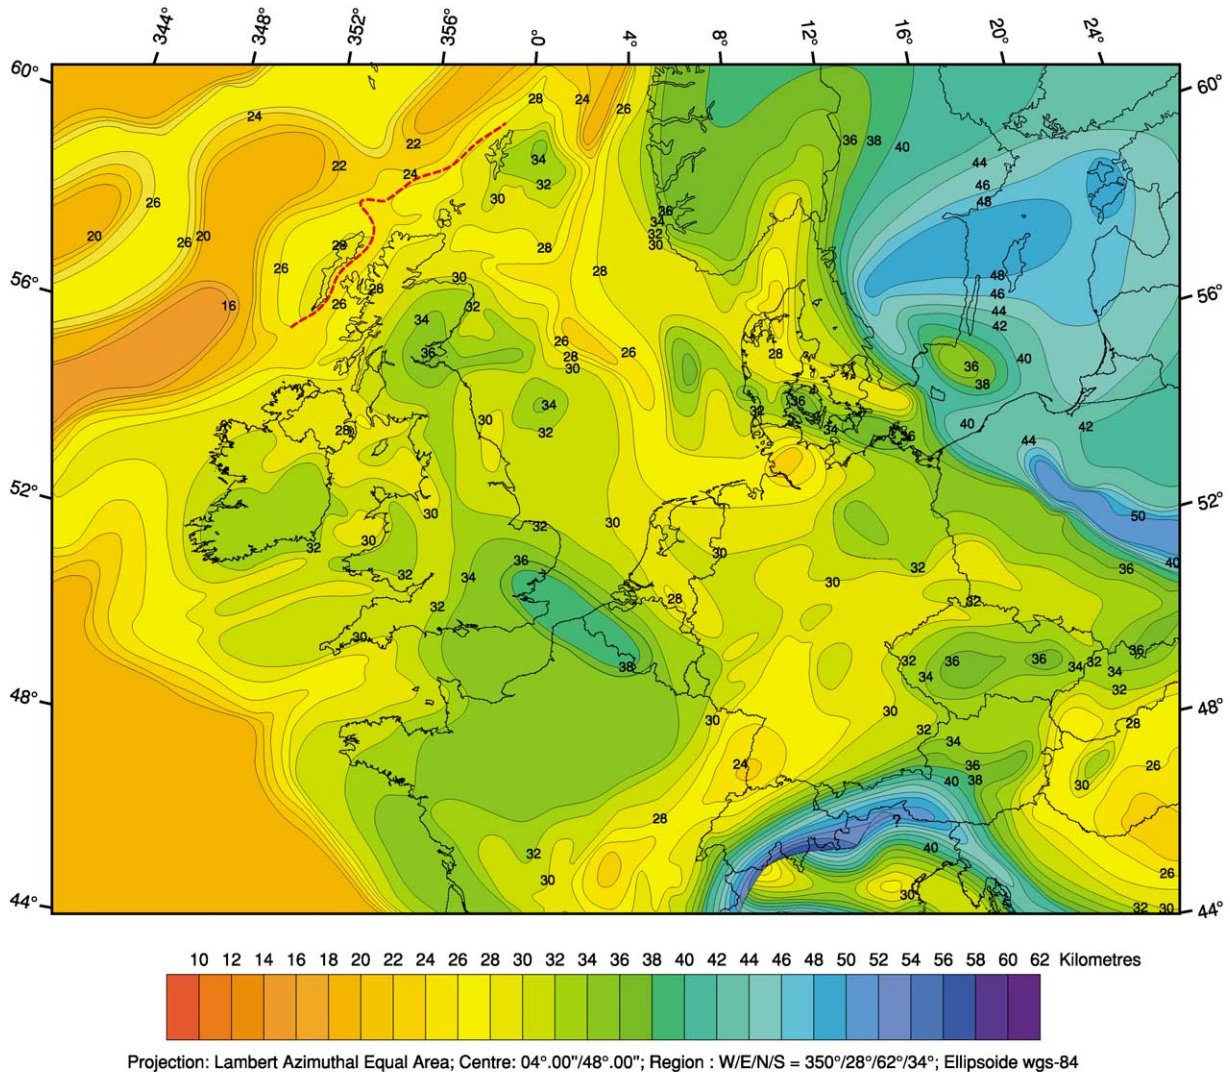 344° 348° 352° 356° 0° 4° 8° 12° 16° 20° 24°
60° 60°
28 24 26
24
22 22 38 38 40
34 44
24 32 46
26 30 48
20 26 20 28 28 36 34 32 30
26 26 48
56° 30 46 56°
16 26 28 32 44
34 42
26 28 28 40
36 28 24 30 36
38
34 36
30 32 32 34 36 40 42
28 44
52° 52°
30 32 30 50
32 30 36 30
34 32 30 32 36 40
32 28 30
30 38 32 36 36 34 32 36
34 34 32
48° 30 30 32 28 48°
34
24 36 26
40 38 30
28 ?
32 40
30 30 26
44° 32 30 44°
10 12 14 16 18 20 22 24 26 28 30 32 34 36 38 40 42 44 46 48 50 52 54 56 58 60 62 Kilometres
Projection: Lambert Azimuthal Equal Area; Centre: 04°.00"/48°.00"; Region : W/E/N/S = 350°/28°/62°/34°; Ellipsoide wgs-84